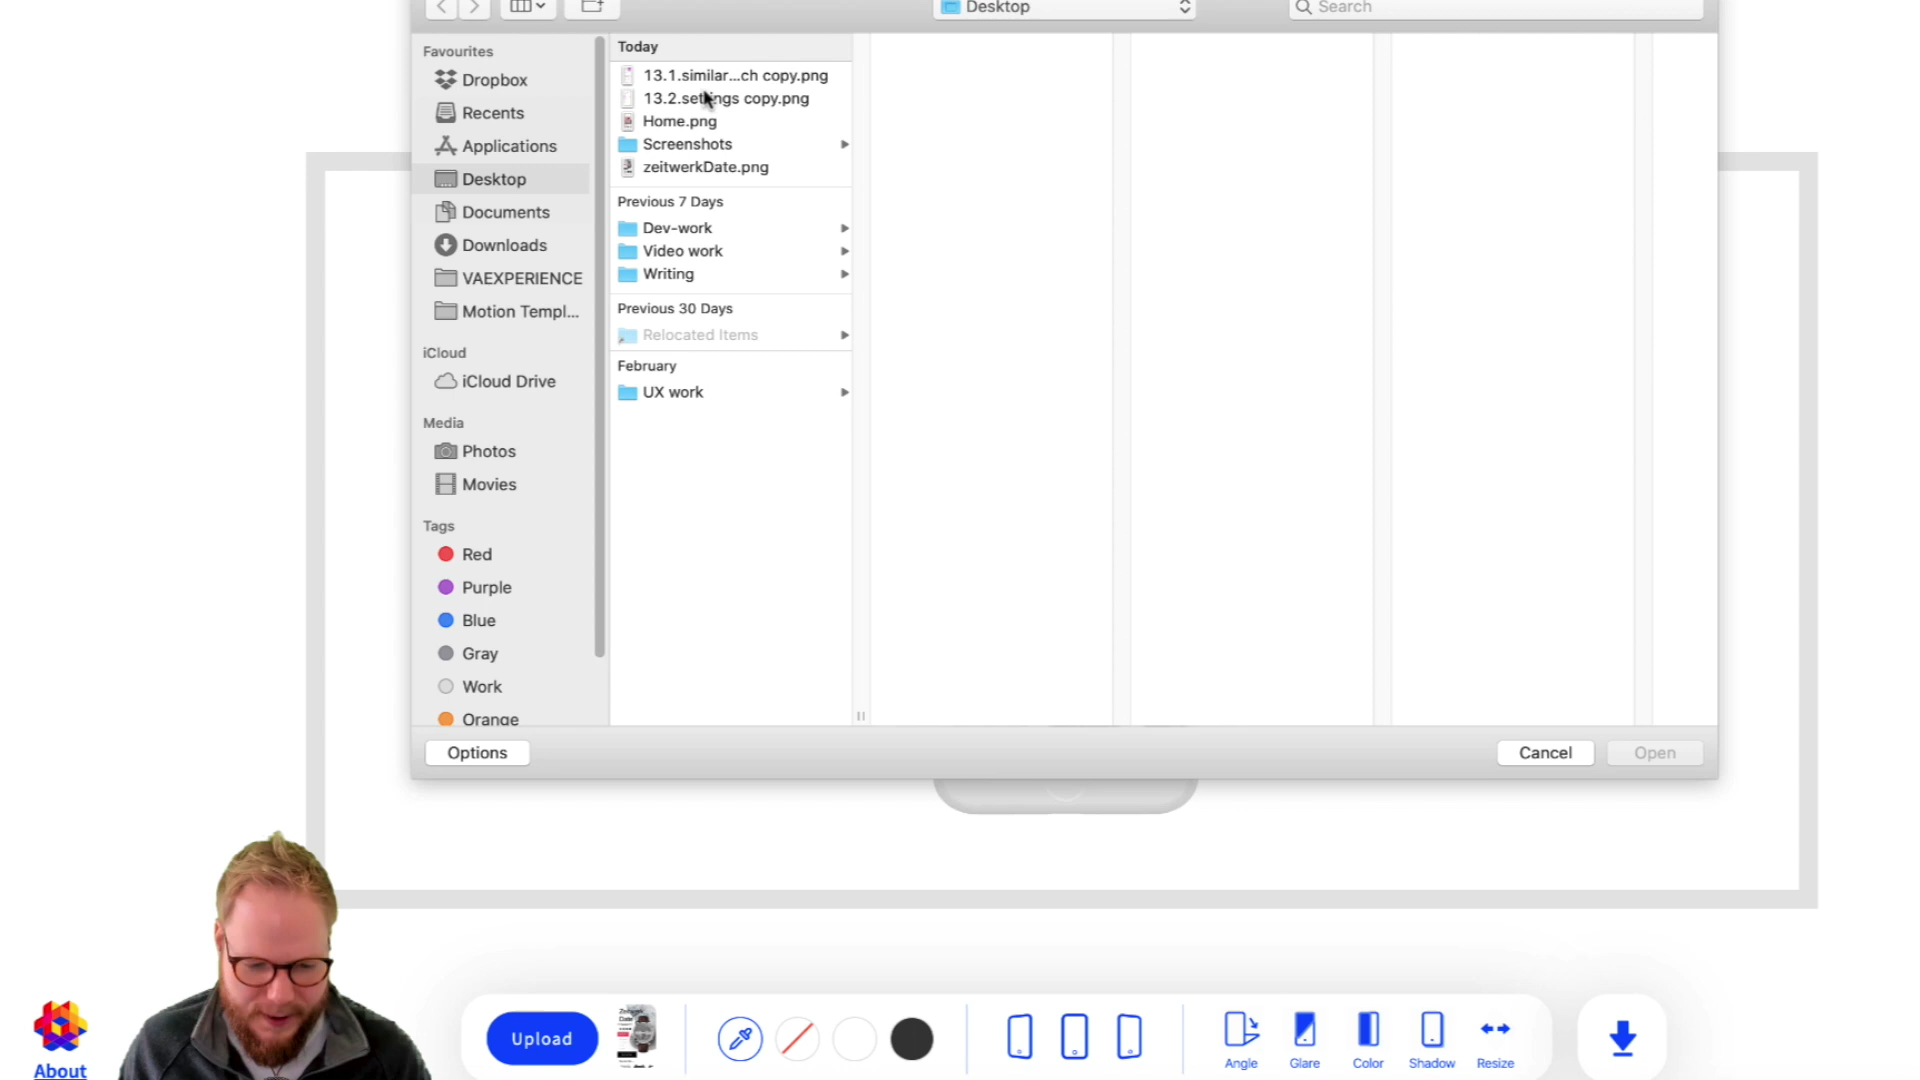 Desktop
Search
Favourites
Dropbox
Recents
Applications
Desktop
Documents
Downloads
VAEXPERIENCE
Motion Templ...
iCloud
iCloud Drive
Media
Photos
Movies
Tags
Red
Purple
Blue
Gray
Work
Orange
Today
13.1.similar...ch copy.png
13.2.settings copy.png
Home.png
Screenshots
zeitwerkDate.png
Previous 7 Days
Dev-work
Video work
Writing
Previous 30 Days
Relocated Items
February
UX work
Options
Cancel
Open
About
Upload
Angle
Glare
Color
Shadow
Resize